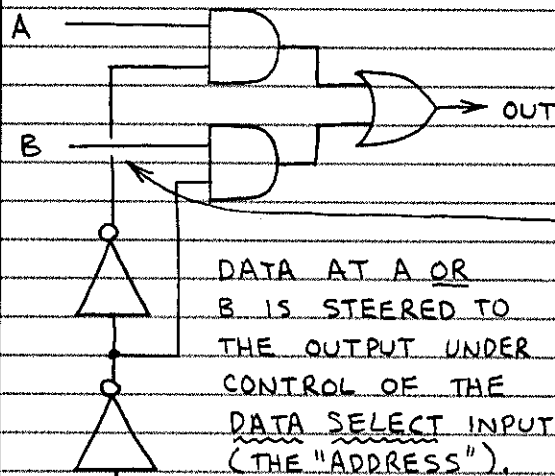 A
OUT
B
DATA AT A OR
B IS STEERED TO
THE OUTPUT UNDER
CONTROL OF THE
DATA SELECT INPUT
(THE "ADDRESS").